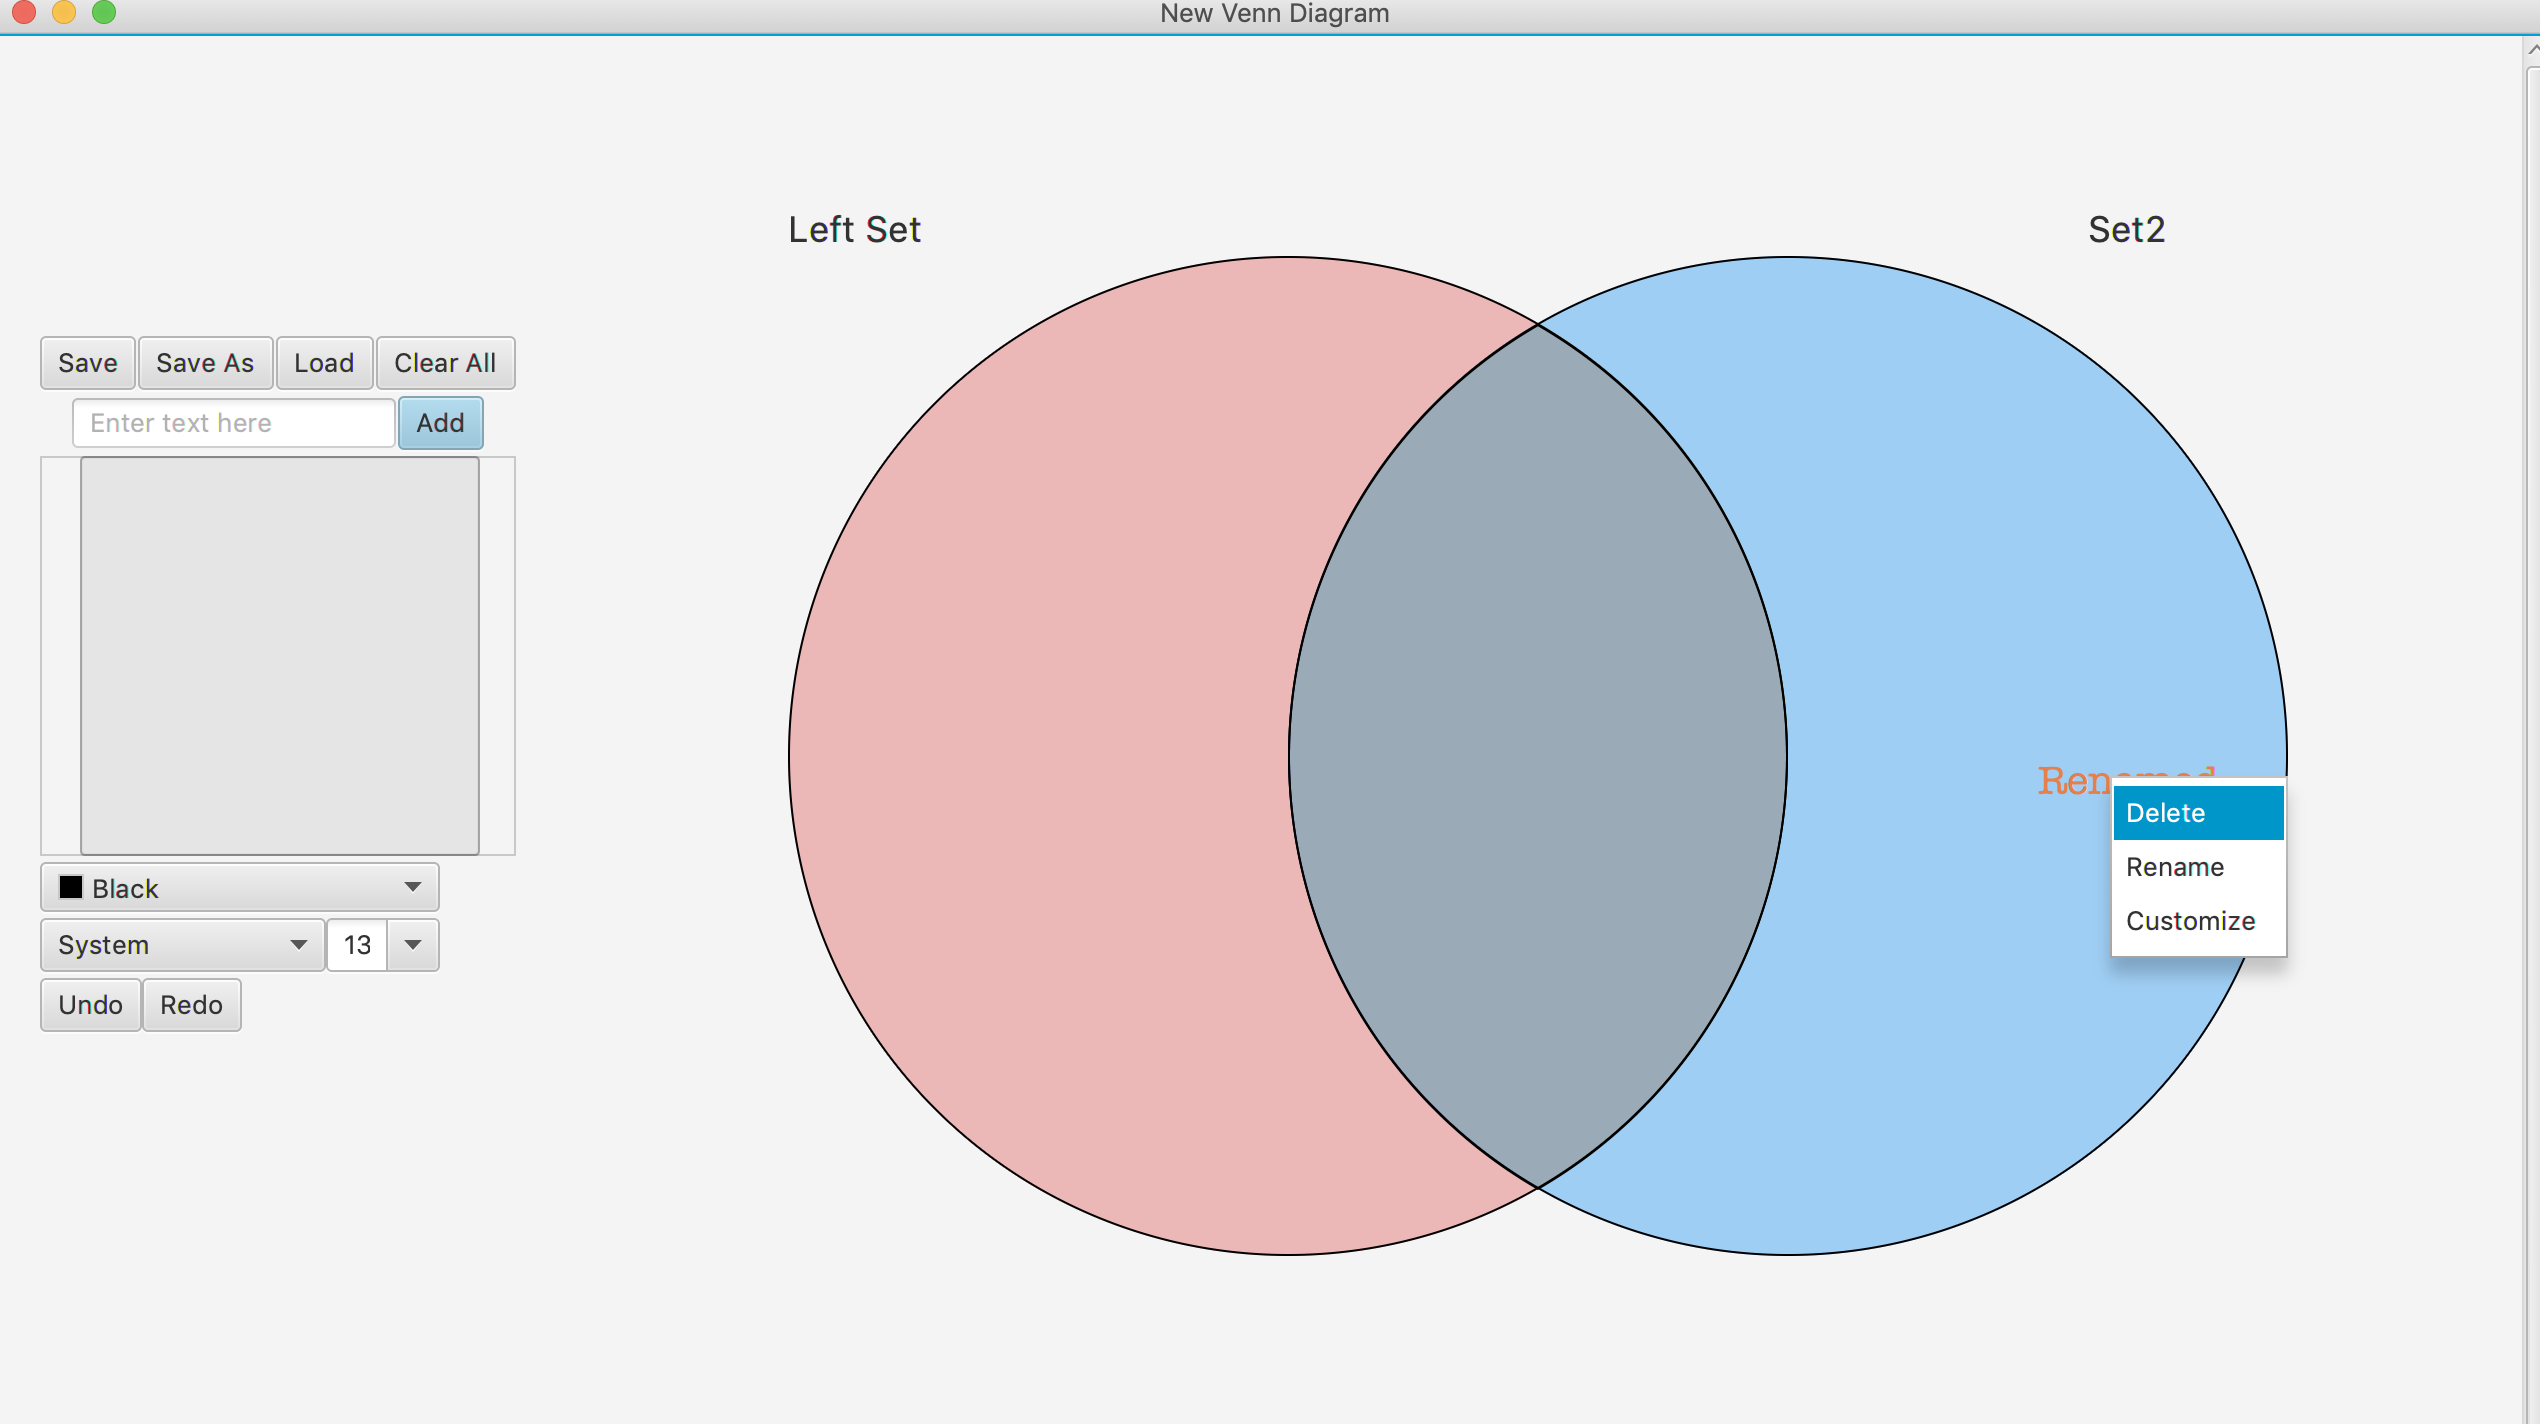 New Venn Diagram
Left Set
Set2
Save
Save As
Load
Clear All
Enter text here
Add
Renamed
Delete
Rename
Customize
Black
System
13
Undo
Redo